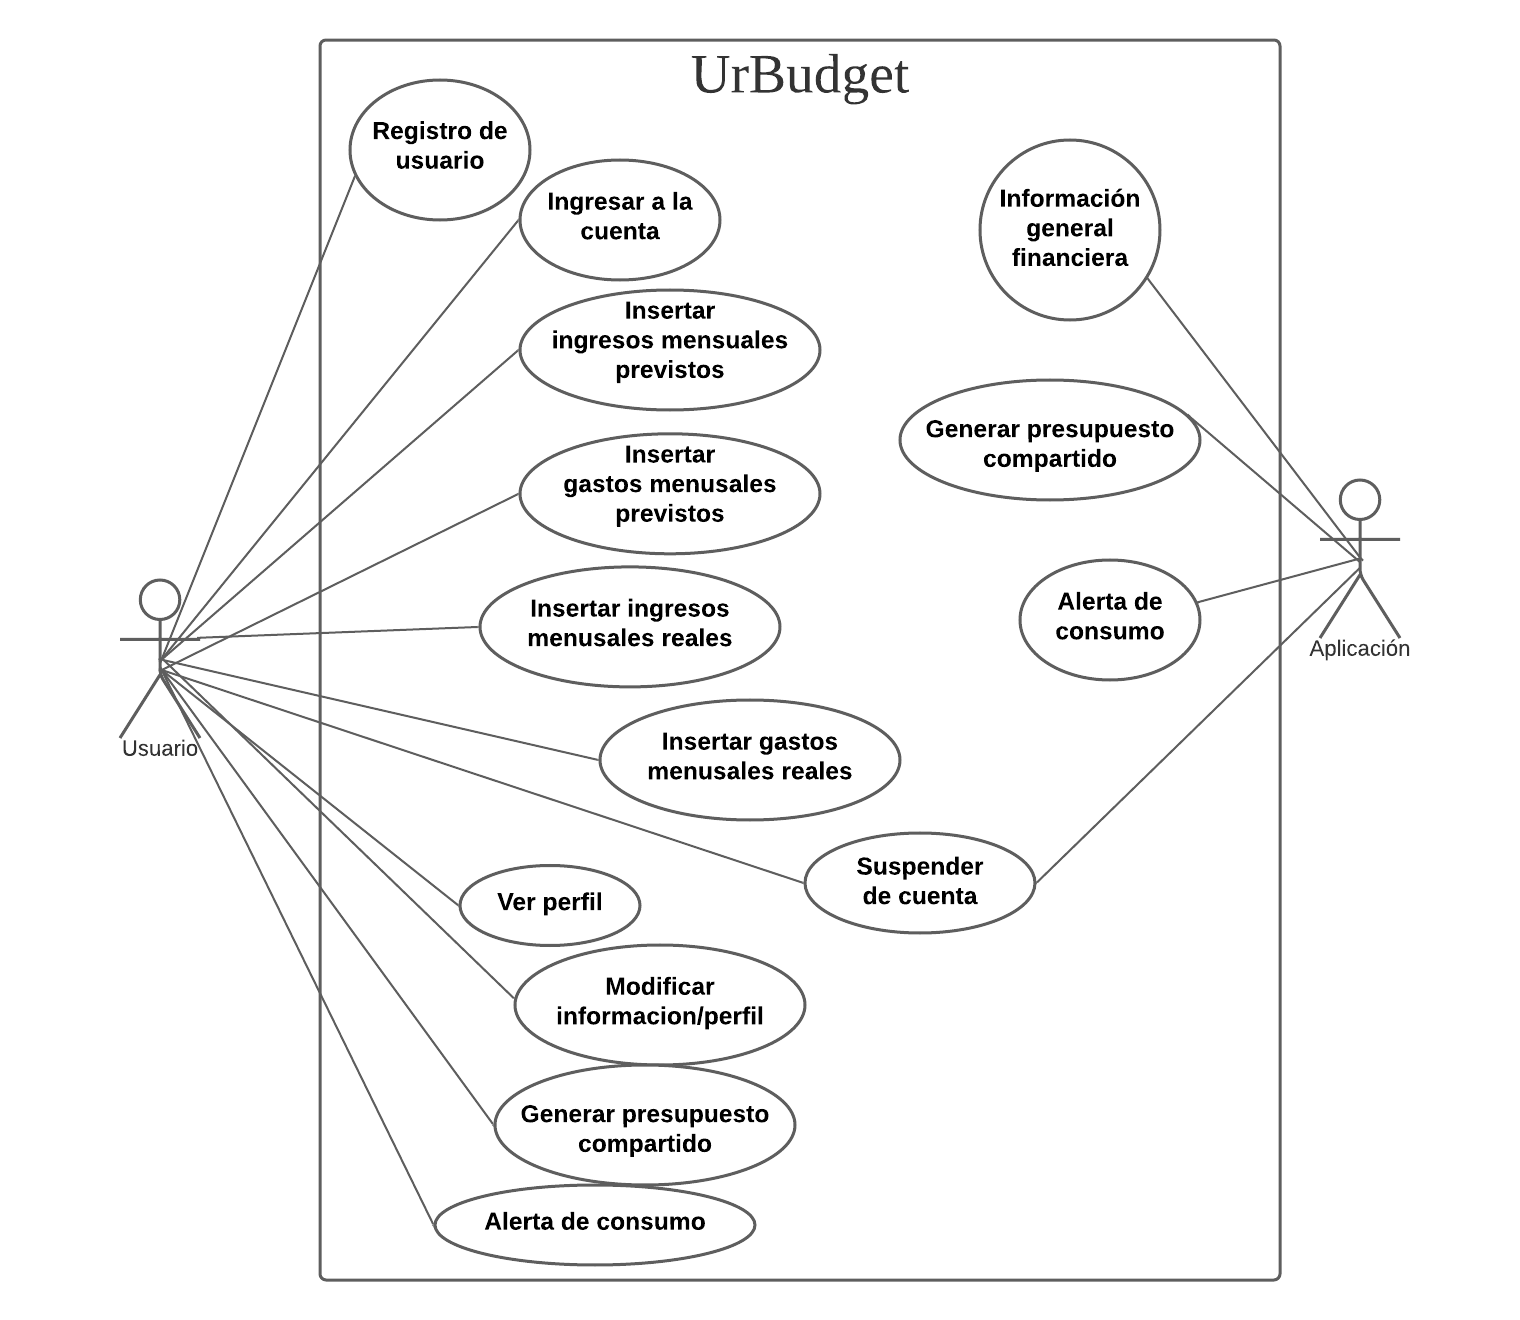 UrBudget
Registro de
usuario
Ingresar a la
cuenta
Información
general
financiera
Insertar
ingresos mensuales
previstos
Generar presupuesto
compartido
Insertar
gastos menusales
previstos
Insertar ingresos
menusales reales
Alerta de
consumo
Aplicación
Usuario
Insertar gastos
menusales reales
Suspender
de cuenta
Ver perfil
Modificar
informacion/perfil
Generar presupuesto
compartido
Alerta de consumo